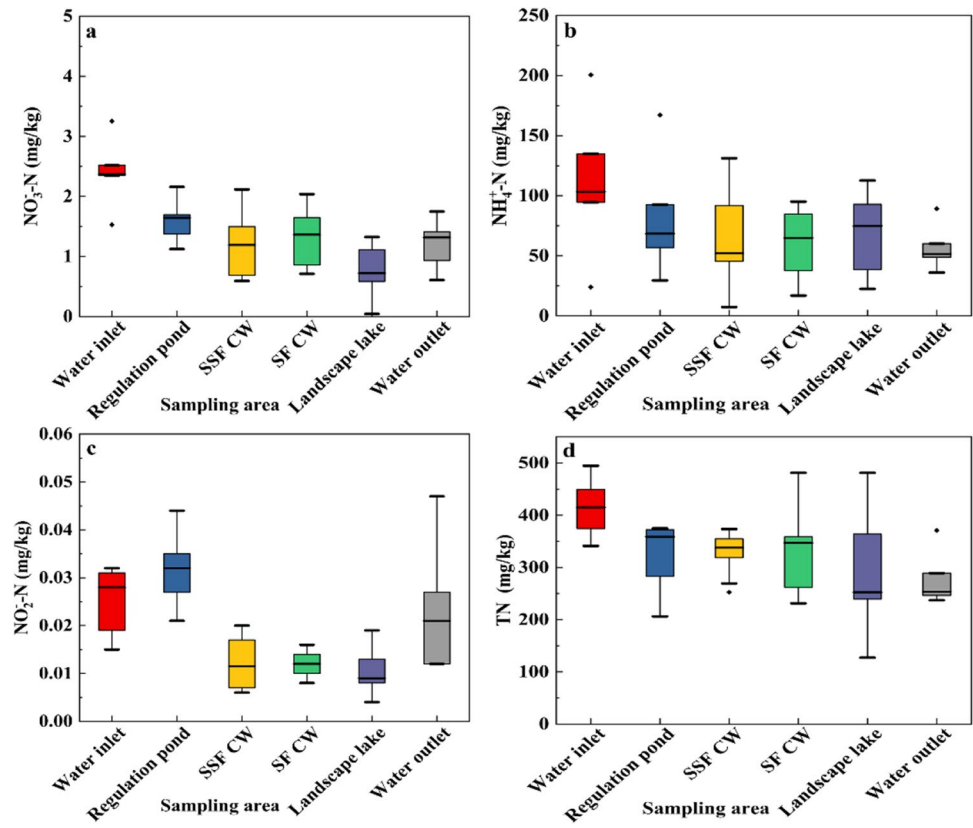 a
NO₃⁻-N (mg/kg)
5
4
3
2
1
0
Water inlet
Regulation pond
SSF CW
SF CW
Landscape lake
Water outlet
Sampling area
b
NH₄⁺-N (mg/kg)
250
200
150
100
50
0
Water inlet
Regulation pond
SSF CW
SF CW
Landscape lake
Water outlet
Sampling area
c
NO₂⁻-N (mg/kg)
0.06
0.05
0.04
0.03
0.02
0.01
0.00
Water inlet
Regulation pond
SSF CW
SF CW
Landscape lake
Water outlet
Sampling area
d
TN (mg/kg)
500
400
300
200
100
0
Water inlet
Regulation pond
SSF CW
SF CW
Landscape lake
Water outlet
Sampling area